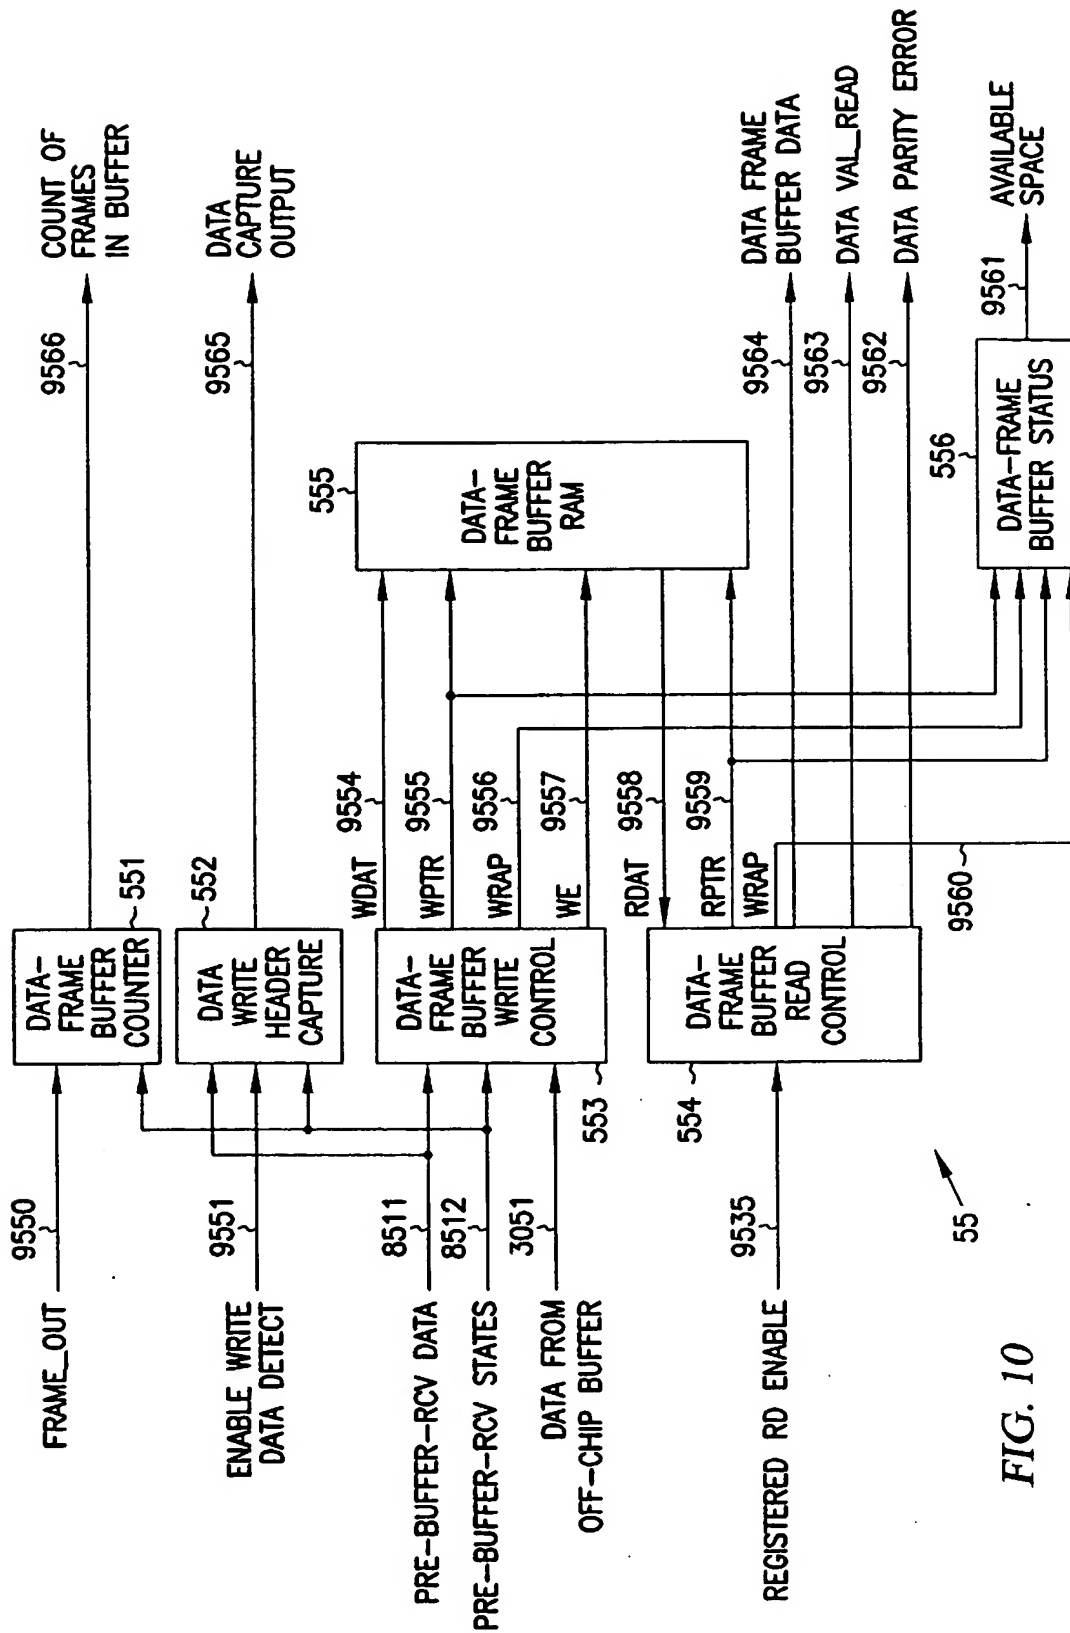 FRAME_OUT
9550
DATA-
FRAME
BUFFER
COUNTER
551
9566
COUNT OF
FRAMES
IN BUFFER
ENABLE WRITE
DATA DETECT
9551
DATA
WRITE
HEADER
CAPTURE
552
9565
DATA
CAPTURE
OUTPUT
PRE-BUFFER-RCV DATA
8511
PRE-BUFFER-RCV STATES
8512
DATA FROM
OFF-CHIP BUFFER
3051
DATA-
FRAME
BUFFER
WRITE
CONTROL
553
WDAT
9554
WPTR
9555
WRAP
9556
WE
9557
555
DATA-
FRAME
BUFFER
RAM
REGISTERED RD ENABLE
9535
554
DATA-
FRAME
BUFFER
READ
CONTROL
RDAT
9558
RPTR
9559
WRAP
9560
9564
DATA FRAME
BUFFER DATA
9563
DATA VAL_READ
9562
DATA PARITY ERROR
556
DATA-FRAME
BUFFER STATUS
9561
AVAILABLE
SPACE
55
FIG. 10